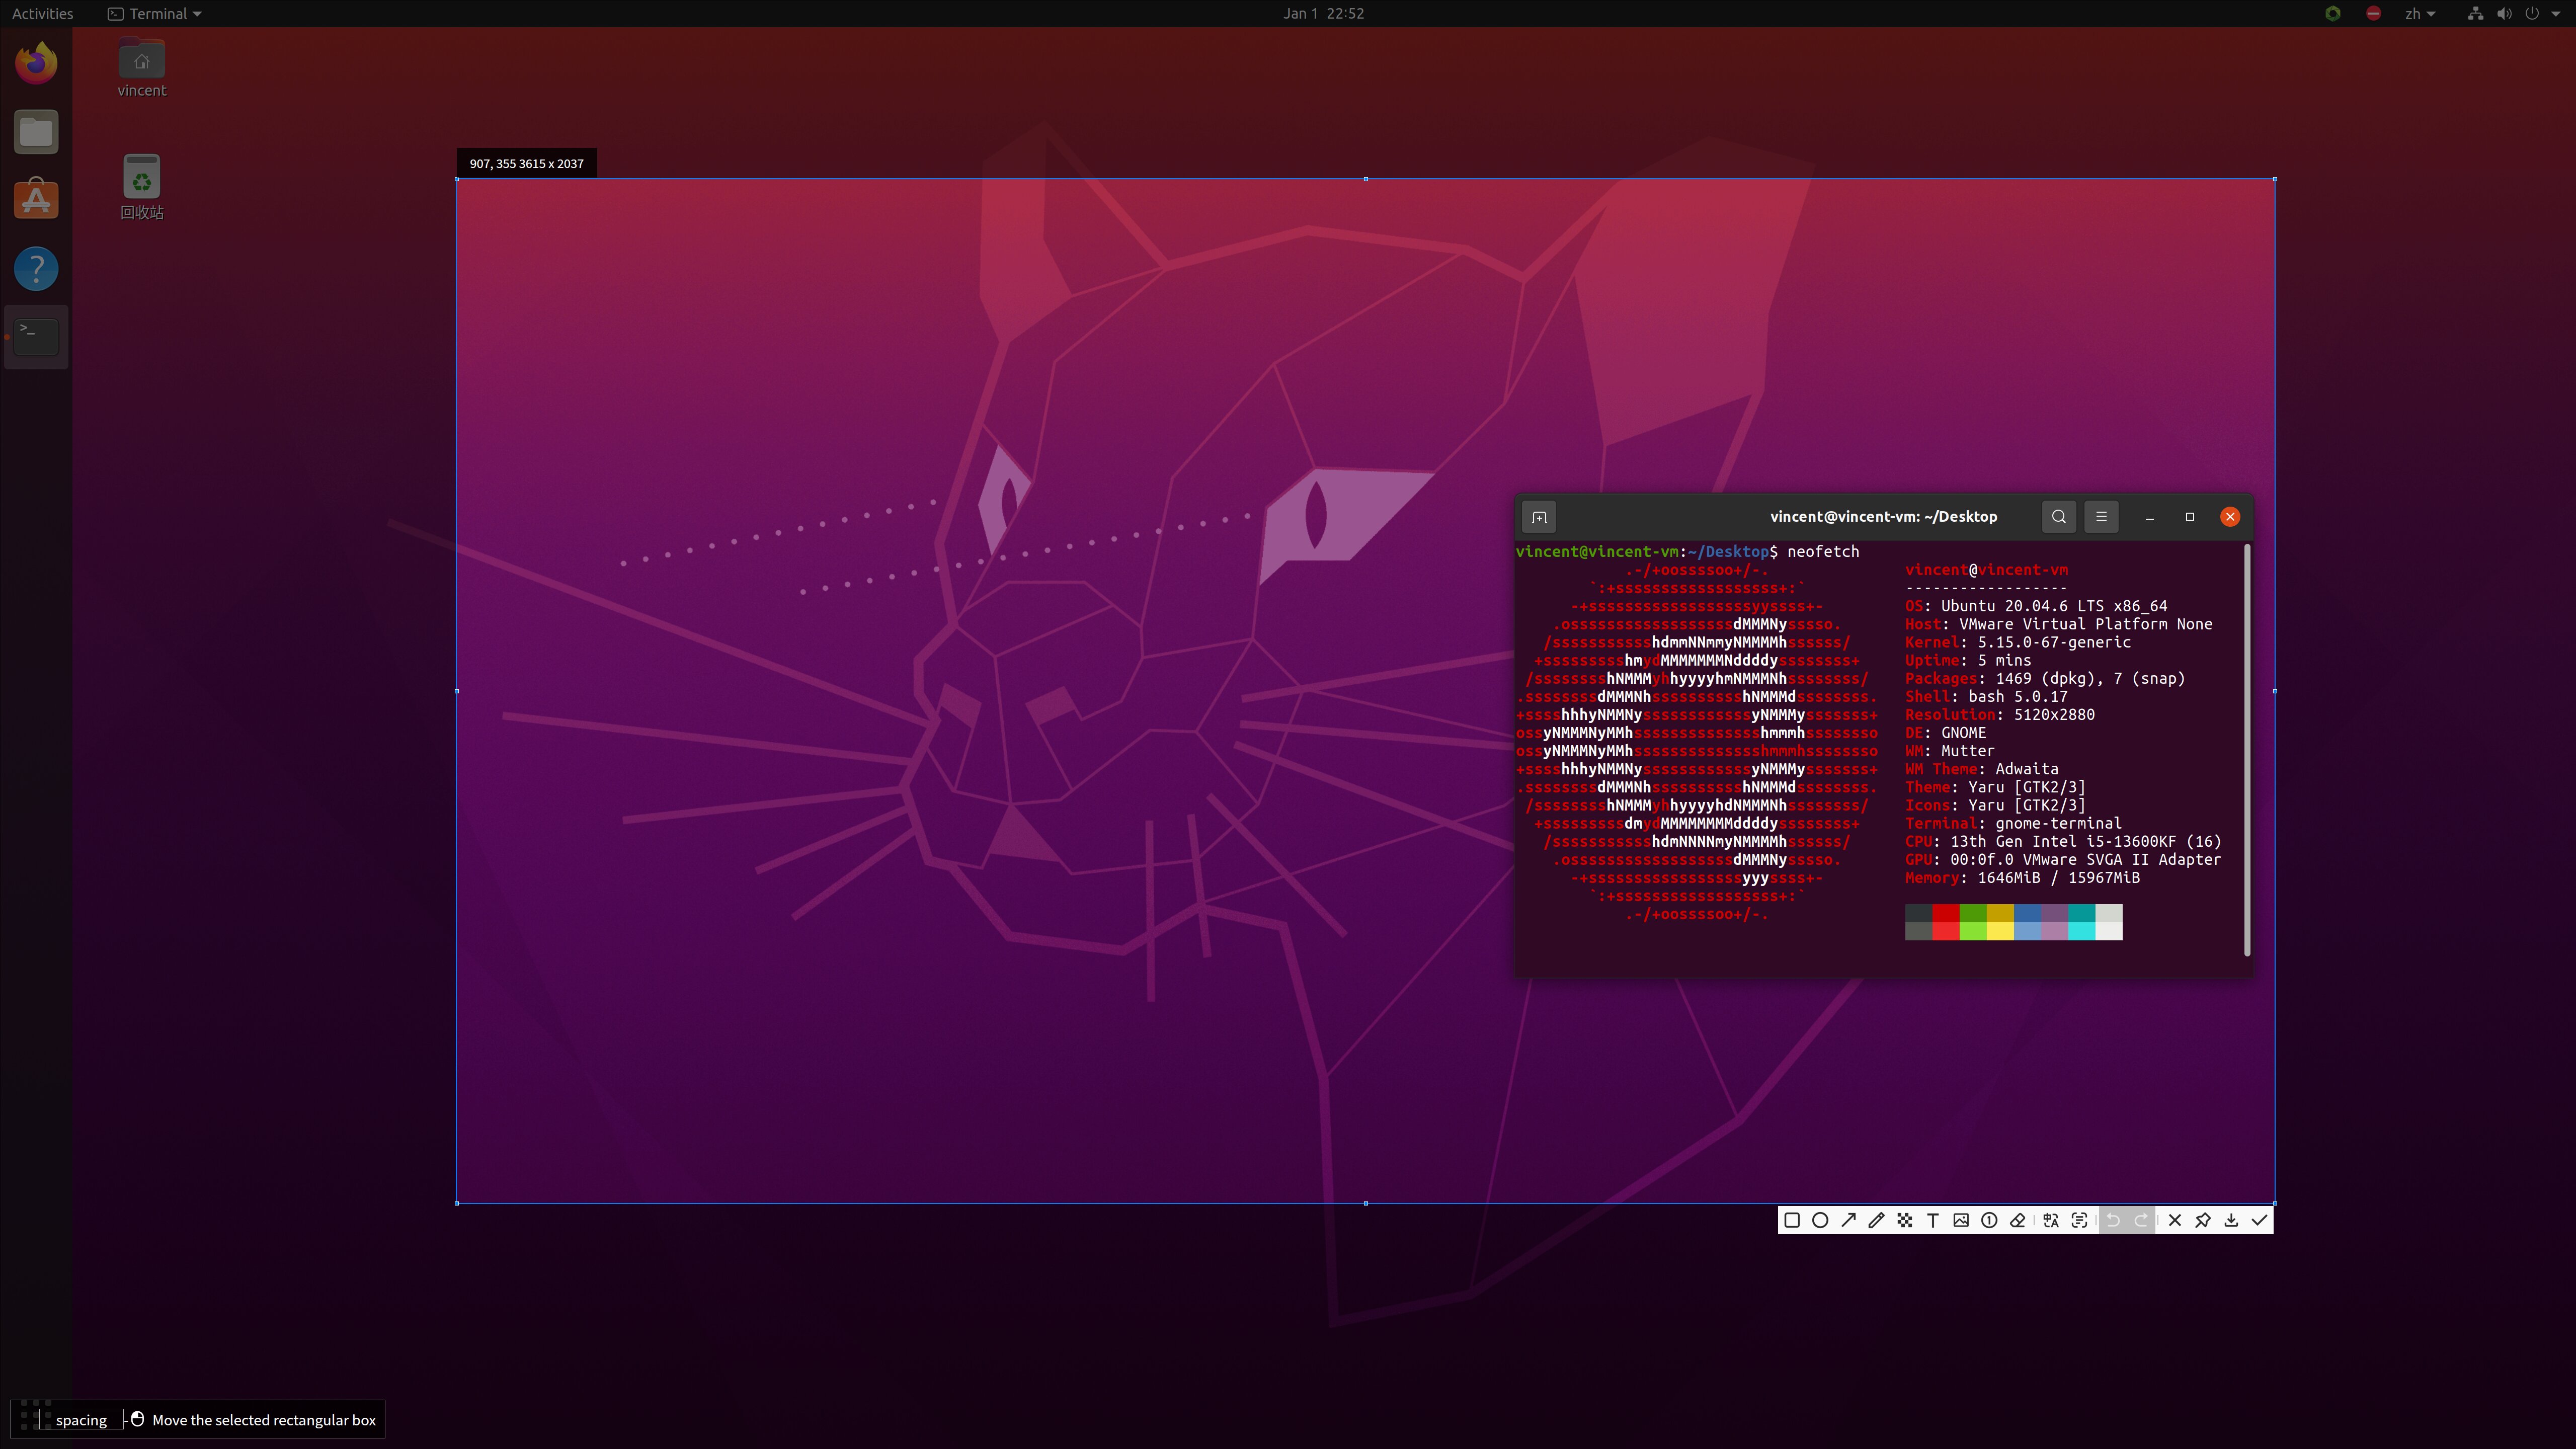 Activities
Terminal
Jan 1 22:52
zh
vincent
回收站
907, 355 3615 x 2037
vincent@vincent-vm: ~/Desktop
vincent@vincent-vm:~/Desktop$ neofetch
.-/+oossssoo+/-.
`:+ssssssssssssssssss+:`
-+ssssssssssssssssssyyssss+-
.ossssssssssssssssssdMMMNysssso.
/ssssssssssshdmmNNmmyNMMMMhssssss/
+ssssssssshmydMMMMMMMNddddyssssssss+
/sssssssshNMMMyhhyyyyhmNMMMNhssssssss/
.ssssssssdMMMNhsssssssssshNMMMdssssssss.
+sssshhhyNMMNyssssssssssssyNMMMysssssss+
ossyNMMMNyMMhsssssssssssssshmmmhssssssso
ossyNMMMNyMMhsssssssssssssshmmmhssssssso
+sssshhhyNMMNyssssssssssssyNMMMysssssss+
.ssssssssdMMMNhsssssssssshNMMMdssssssss.
/sssssssshNMMMyhhyyyyhdNMMMNhssssssss/
+sssssssssdmydMMMMMMMMddddyssssssss+
/ssssssssssshdmNNNNmyNMMMMhssssss/
.ossssssssssssssssssdMMMNysssso.
-+sssssssssssssssssyyyssss+-
`:+ssssssssssssssssss+:`
.-/+oossssoo+/-.
vincent@vincent-vm
------------------
OS: Ubuntu 20.04.6 LTS x86_64
Host: VMware Virtual Platform None
Kernel: 5.15.0-67-generic
Uptime: 5 mins
Packages: 1469 (dpkg), 7 (snap)
Shell: bash 5.0.17
Resolution: 5120x2880
DE: GNOME
WM: Mutter
WM Theme: Adwaita
Theme: Yaru [GTK2/3]
Icons: Yaru [GTK2/3]
Terminal: gnome-terminal
CPU: 13th Gen Intel i5-13600KF (16)
GPU: 00:0f.0 VMware SVGA II Adapter
Memory: 1646MiB / 15967MiB
spacing - Move the selected rectangular box